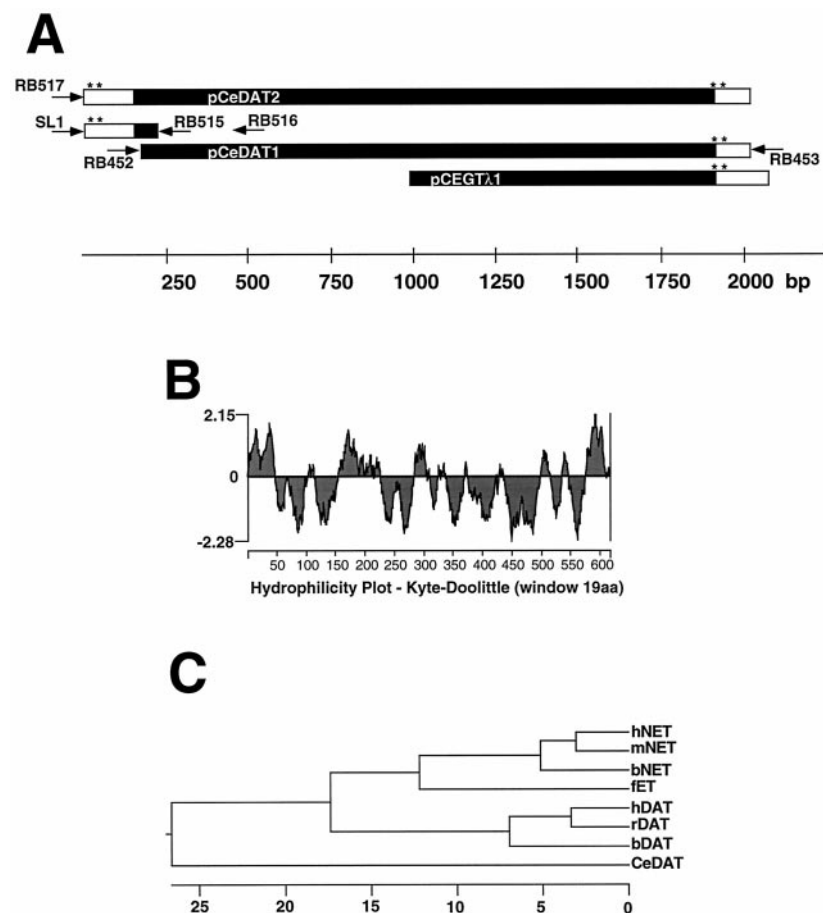 A
RB517
* *
* *
pCeDAT2
SL1
* *
RB515
RB516
RB452
* *
pCeDAT1
RB453
* *
pCEGTλ1
250 500 750 1000 1250 1500 1750 2000 bp
B
2.15
0
-2.28
50 100 150 200 250 300 350 400 450 500 550 600
Hydrophilicity Plot - Kyte-Doolittle (window 19aa)
C
hNET
mNET
bNET
fET
hDAT
rDAT
bDAT
CeDAT
25 20 15 10 5 0